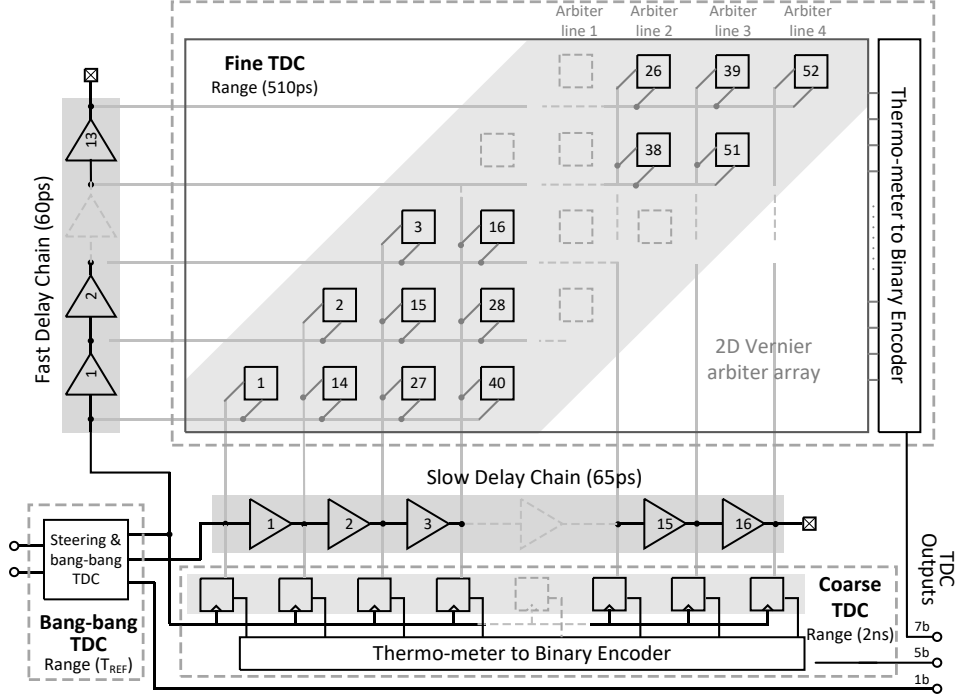 Arbiter line 1
Arbiter line 2
Arbiter line 3
Arbiter line 4
Fine TDC
Range (510ps)
26
39
52
13
38
51
3
16
2
2
15
28
1
1
14
27
40
Fast Delay Chain (60ps)
2D Vernier
arbiter array
Thermo-meter to Binary Encoder
Slow Delay Chain (65ps)
1
2
3
15
16
Steering &
bang-bang
TDC
Bang-bang
TDC
Range (TREF)
Coarse
TDC
Range (2ns)
Thermo-meter to Binary Encoder
TDC
Outputs
7b
5b
1b